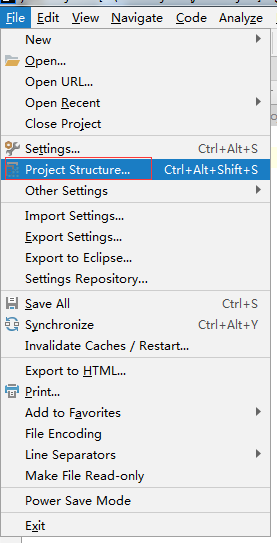 File Edit View Navigate Code Analyze
New
Open...
Open URL...
Open Recent
Close Project
Settings... Ctrl+Alt+S
Project Structure... Ctrl+Alt+Shift+S
Other Settings
Import Settings...
Export Settings...
Export to Eclipse...
Settings Repository...
Save All Ctrl+S
Synchronize Ctrl+Alt+Y
Invalidate Caches / Restart...
Export to HTML...
Print...
Add to Favorites
File Encoding
Line Separators
Make File Read-only
Power Save Mode
Exit